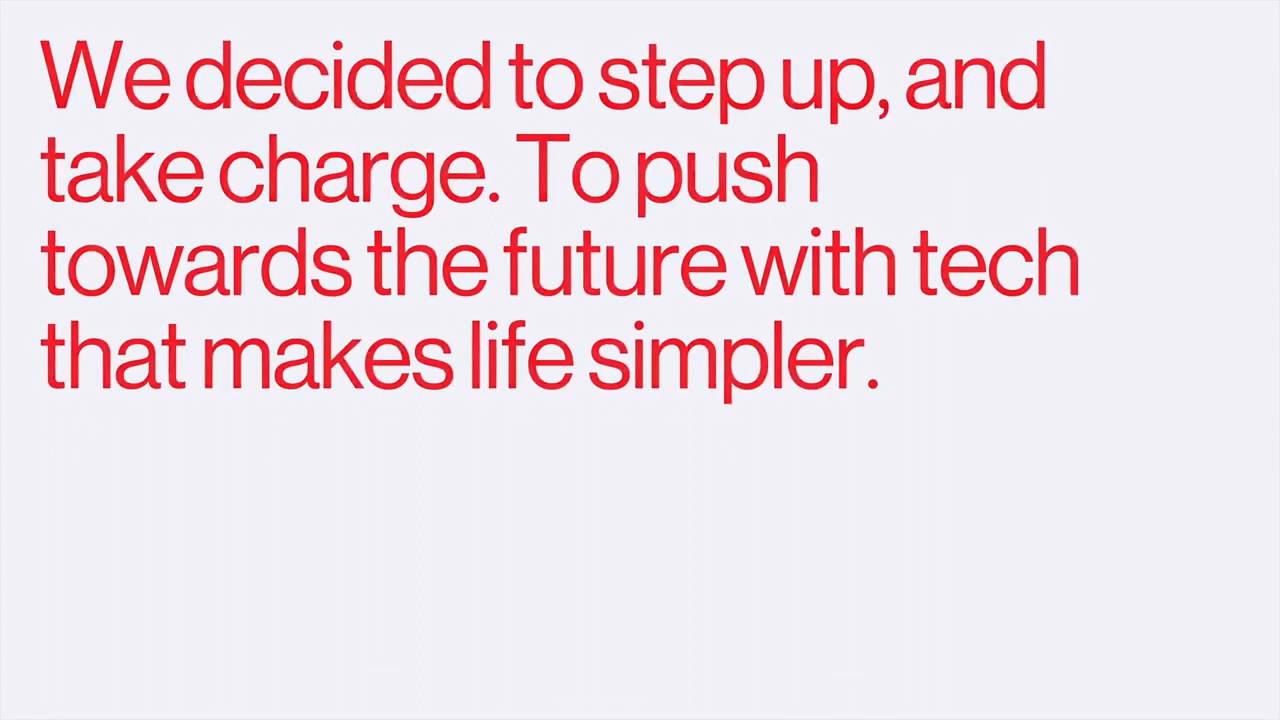 We decided to step up, and
take charge. To push
towards the future with tech
that makes life simpler.